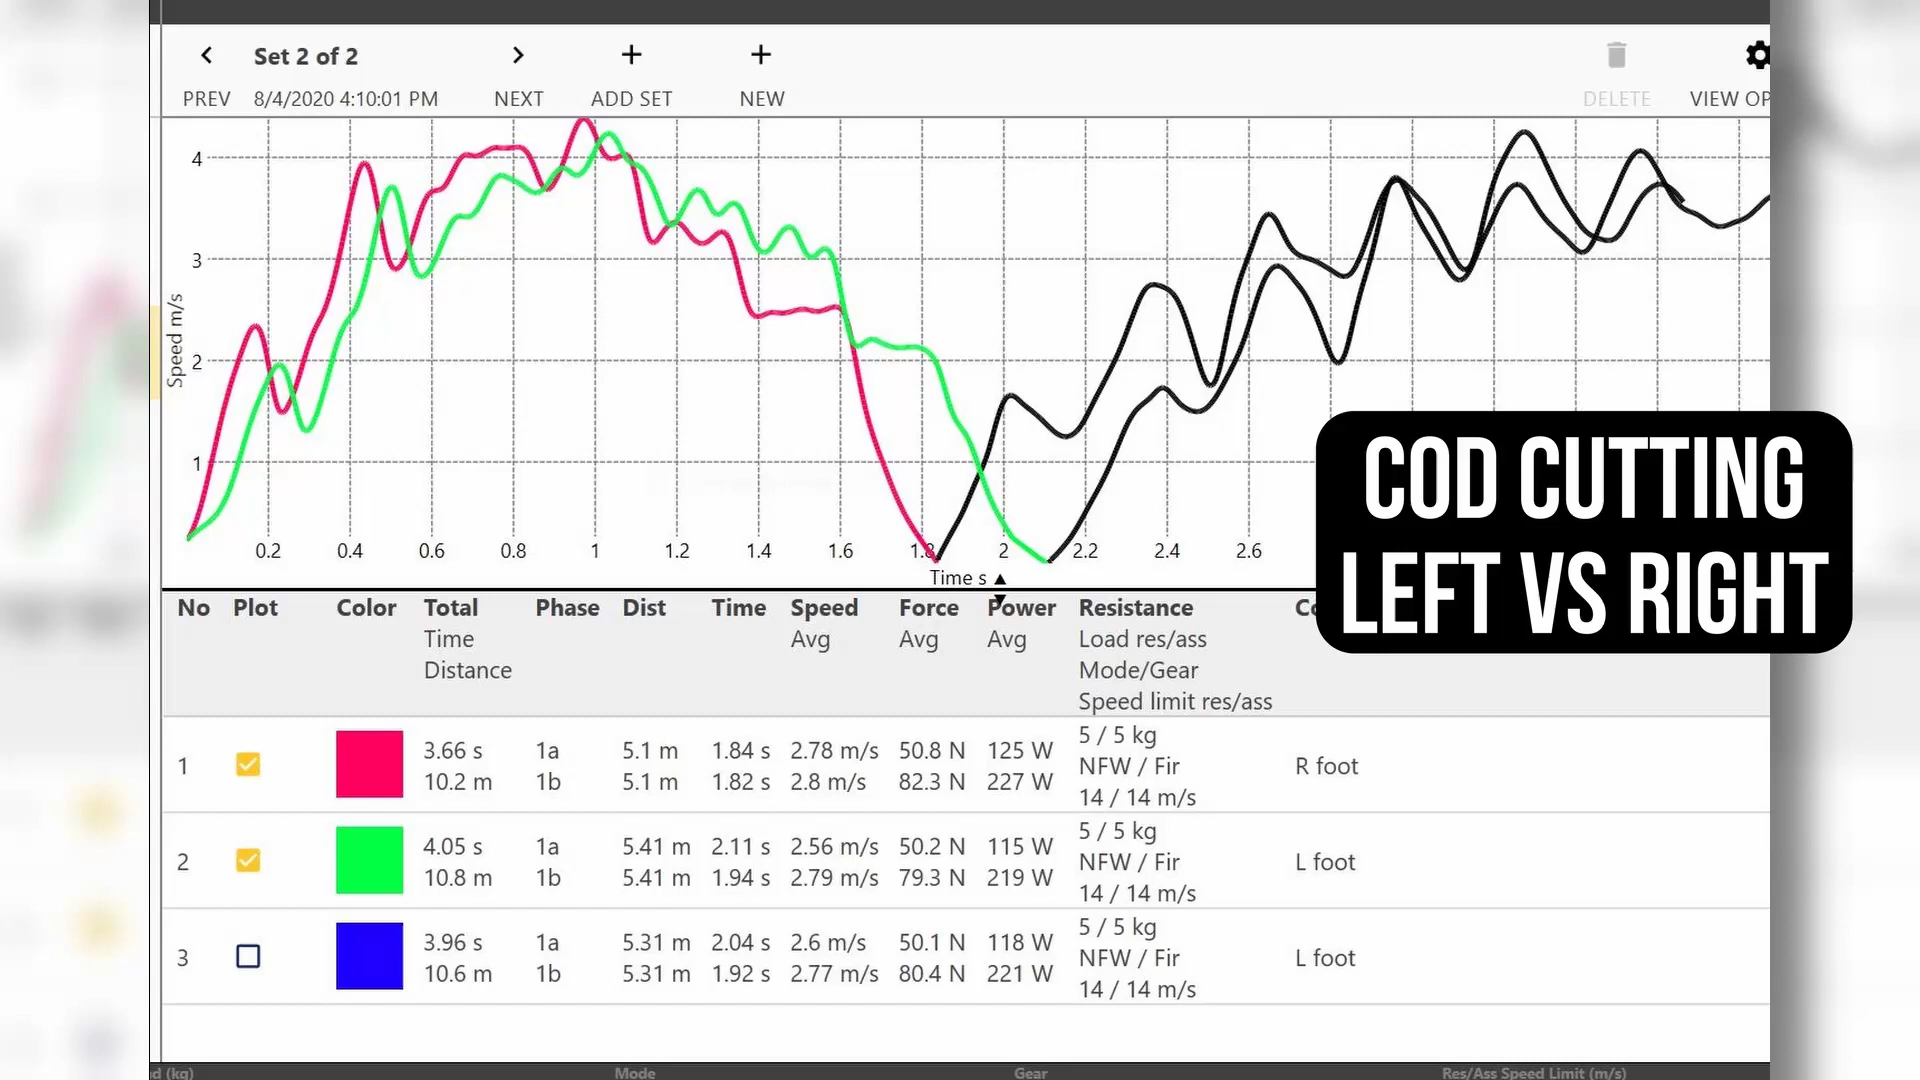 Set 2 of 2
PREV 8/4/2020 4:10:01 PM NEXT ADD SET NEW DELETE VIEW OP
4
3
2
1
Speed m/s
0.2 0.4 0.6 0.8 1 1.2 1.4 1.6 1.8 2 2.2 2.4 2.6
Time s
COD CUTTING
LEFT VS RIGHT
No Plot Color Total Phase Dist Time Speed Force Power Resistance Co
Time Avg Avg Avg Load res/ass
Distance Mode/Gear
Speed limit res/ass
1 3.66 s 1a 5.1 m 1.84 s 2.78 m/s 50.8 N 125 W 5 / 5 kg
10.2 m 1b 5.1 m 1.82 s 2.8 m/s 82.3 N 227 W NFW / Fir R foot
14 / 14 m/s
2 4.05 s 1a 5.41 m 2.11 s 2.56 m/s 50.2 N 115 W 5 / 5 kg
10.8 m 1b 5.41 m 1.94 s 2.79 m/s 79.3 N 219 W NFW / Fir L foot
14 / 14 m/s
3 3.96 s 1a 5.31 m 2.04 s 2.6 m/s 50.1 N 118 W 5 / 5 kg
10.6 m 1b 5.31 m 1.92 s 2.77 m/s 80.4 N 221 W NFW / Fir L foot
14 / 14 m/s
d (kg) Mode Gear Res/Ass Speed Limit (m/s)